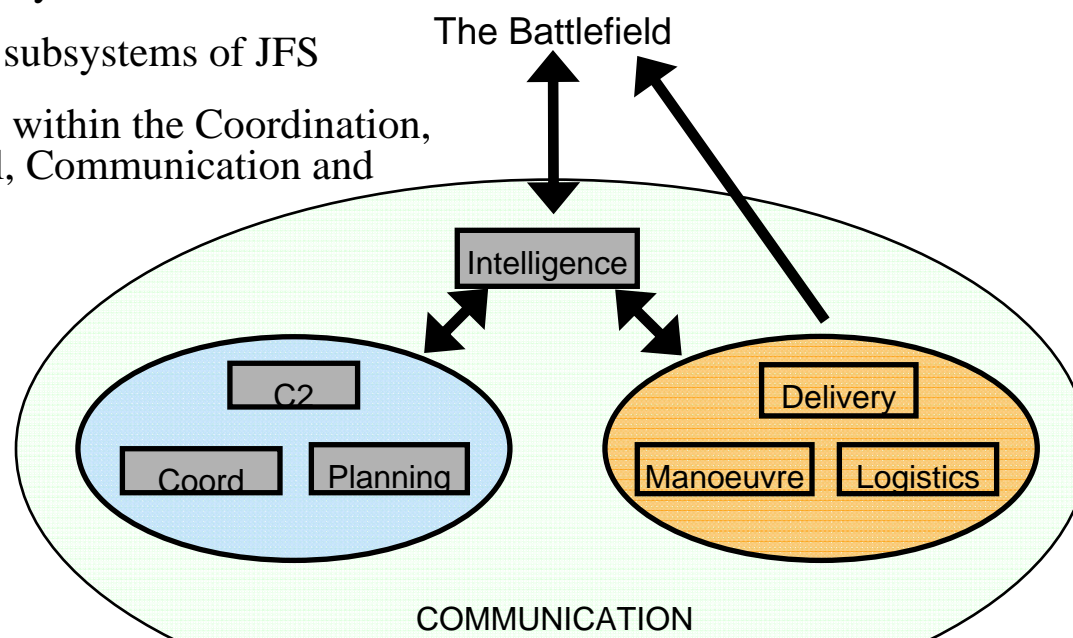 subsystems of JFS
within the Coordination,
, Communication and
The Battlefield
Intelligence
C2
Coord
Planning
Delivery
Manoeuvre
Logistics
COMMUNICATION